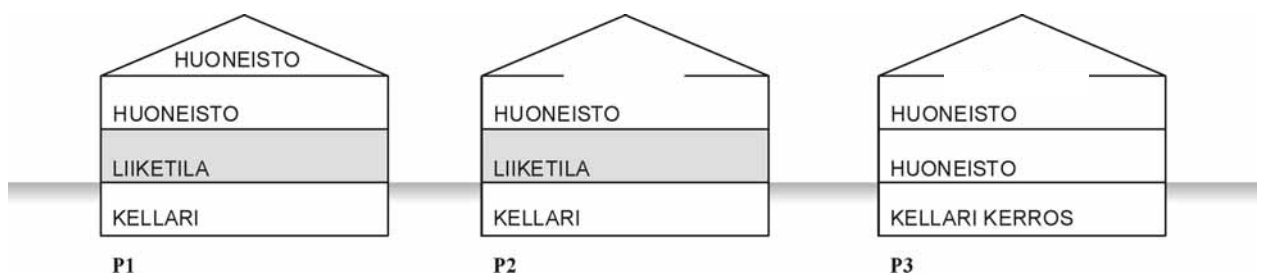 HUONEISTO
HUONEISTO
LIIKETILA
KELLARI
P1
HUONEISTO
LIIKETILA
KELLARI
P2
HUONEISTO
HUONEISTO
KELLARI KERROS
P3